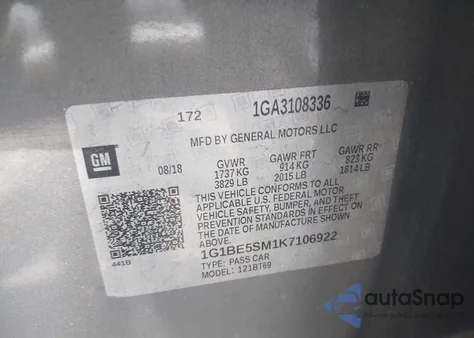 172 1GA3108336
MFD BY GENERAL MOTORS LLC
GM
08/18
GVWR GAWR FRT GAWR RR
1737 KG 914 KG 823 KG
3829 LB 2015 LB 1814 LB
THIS VEHICLE CONFORMS TO ALL
APPLICABLE U.S. FEDERAL MOTOR
VEHICLE SAFETY, BUMPER, AND THEFT
PREVENTION STANDARDS IN EFFECT ON
THE DATE OF MANUFACTURE SHOWN ABOVE.
1G1BE5SM1K7106922
441B
TYPE: PASS CAR
MODEL: 121BT69
autoSnap